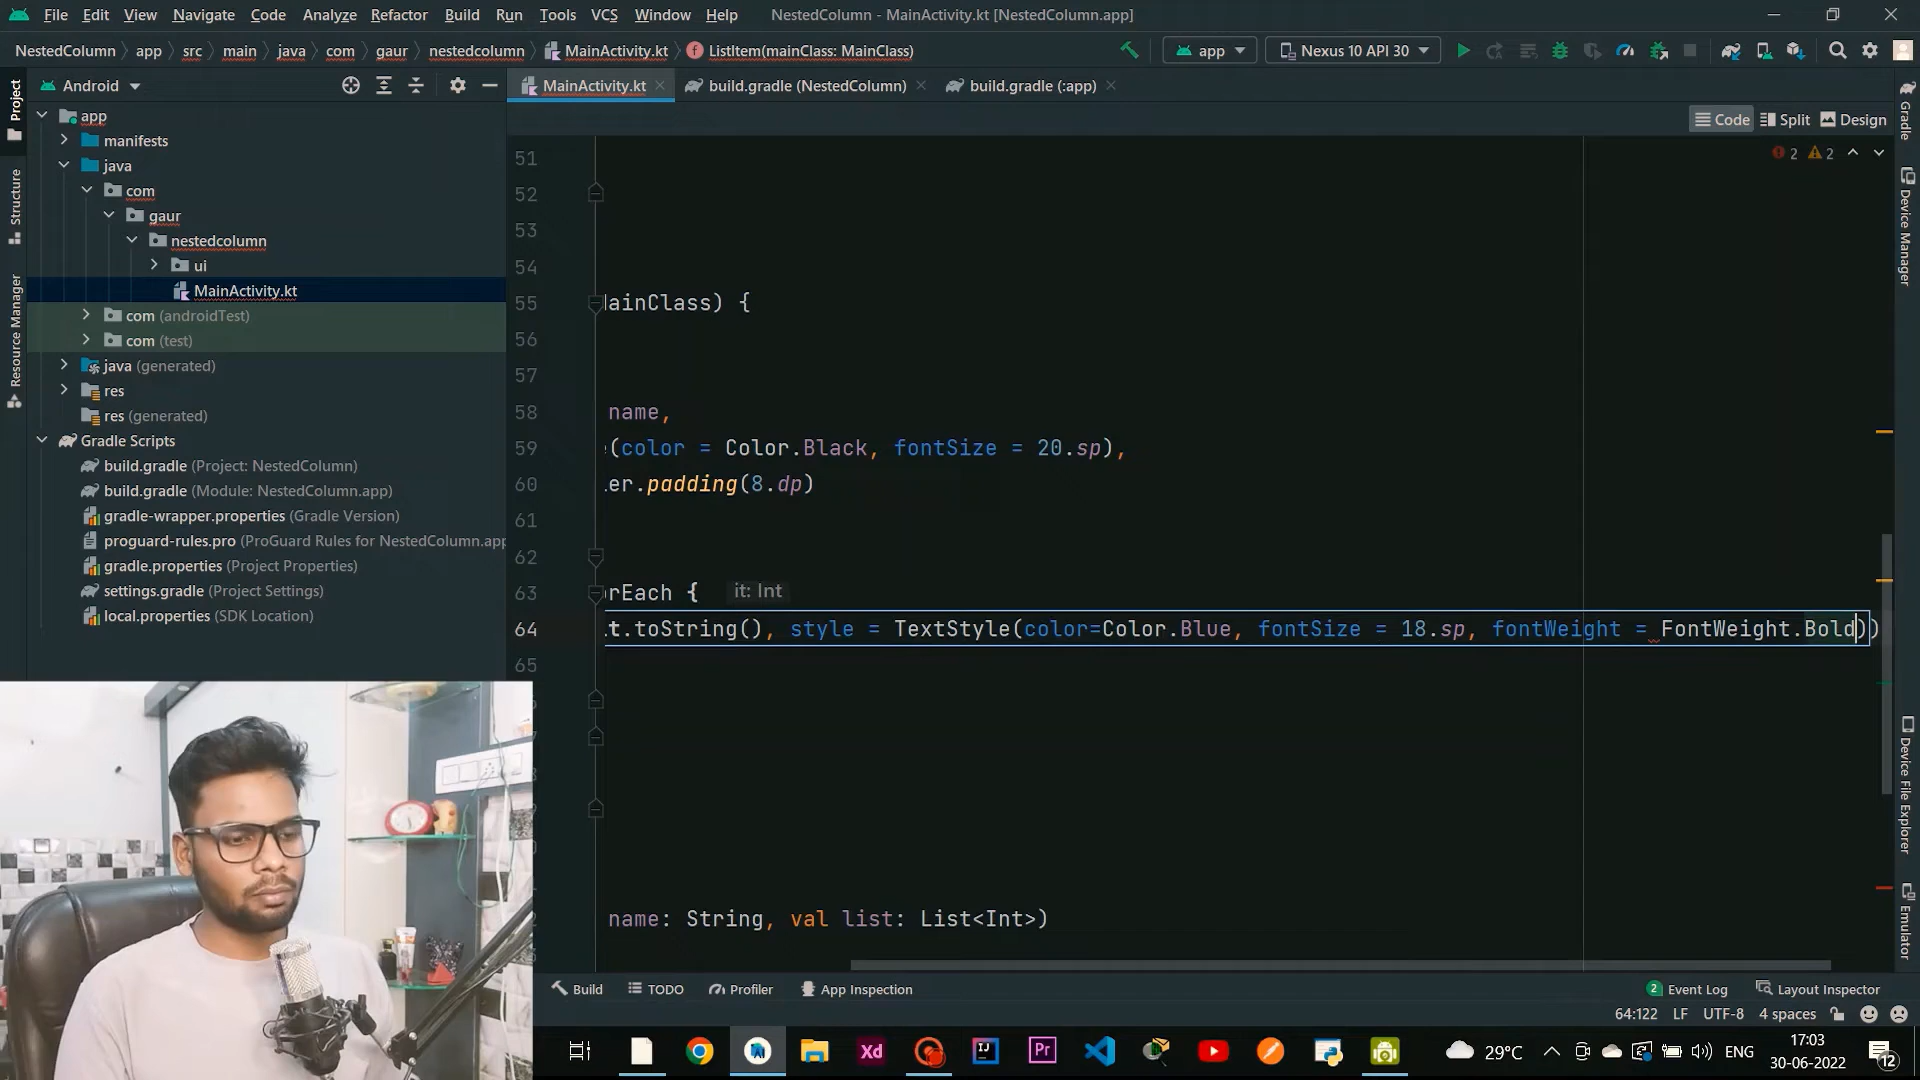 File Edit View Navigate Code Analyze Refactor Build Run Tools VCS Window Help NestedColumn - MainActivity.kt [NestedColumn.app]
NestedColumn app src main java com gaur nestedcolumn MainActivity.kt ListItem(mainClass: MainClass) app Nexus 10 API 30
Android MainActivity.kt build.gradle (NestedColumn) build.gradle (:app)
Code Split Design
2 2
Project
Structure
Resource Manager
app
manifests
java
com
gaur
nestedcolumn
ui
MainActivity.kt
com (androidTest)
com (test)
java (generated)
res
res (generated)
Gradle Scripts
build.gradle (Project: NestedColumn)
build.gradle (Module: NestedColumn.app)
gradle-wrapper.properties (Gradle Version)
proguard-rules.pro (ProGuard Rules for NestedColumn.app
gradle.properties (Project Properties)
settings.gradle (Project Settings)
local.properties (SDK Location)
51
52
53
54
55 MainClass) {
56
57
58 name,
59 e(color = Color.Black, fontSize = 20.sp),
60 er.padding(8.dp)
61
62
63 orEach { it: Int
64 t.toString(), style = TextStyle(color=Color.Blue, fontSize = 18.sp, fontWeight = FontWeight.Bold))
65
name: String, val list: List<Int>)
Gradle
Device Manager
Device File Explorer
Emulator
Build TODO Profiler App Inspection 2 Event Log Layout Inspector
64:122 LF UTF-8 4 spaces
Xd IJ Pr 29°C ENG 17:03
30-06-2022 12